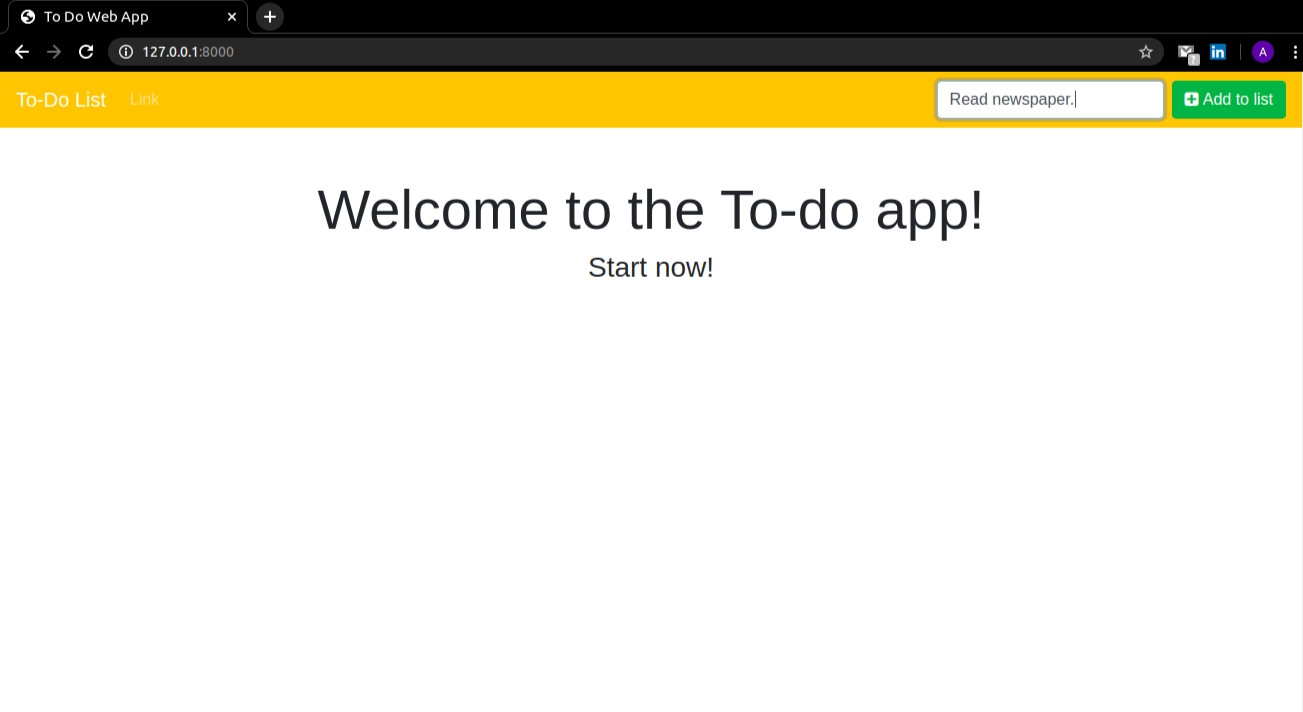 To Do Web App
127.0.0.1:8000
in
A
To-Do List Link Read newspaper. Add to list
Welcome to the To-do app!
Start now!